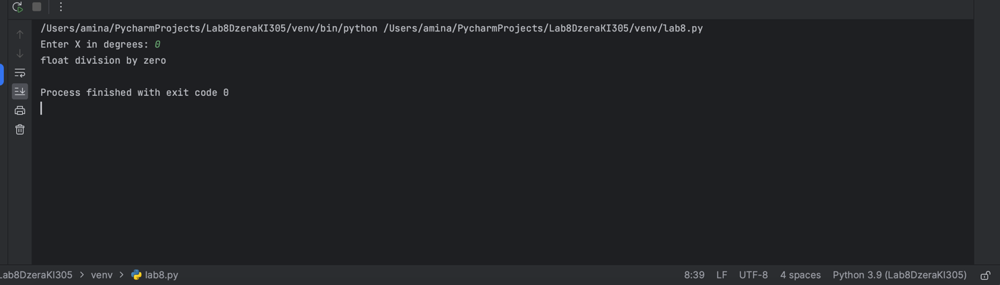 /Users/amina/PycharmProjects/Lab8DzeraKI305/venv/bin/python /Users/amina/PycharmProjects/Lab8DzeraKI305/venv/lab8.py
Enter X in degrees: 0
float division by zero
Process finished with exit code 0
Lab8DzeraKI305 > venv > lab8.py 8:39 LF UTF-8 4 spaces Python 3.9 (Lab8DzeraKI305)